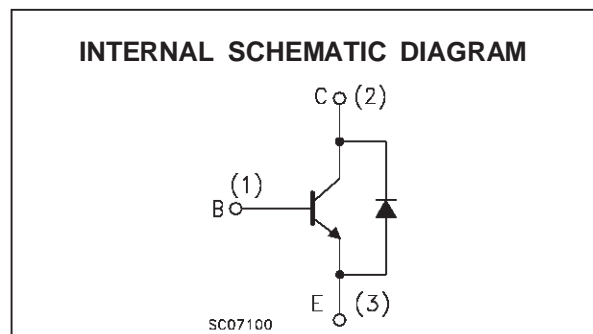 INTERNAL SCHEMATIC DIAGRAM
C (2)
(1)
B
E (3)
SC07100